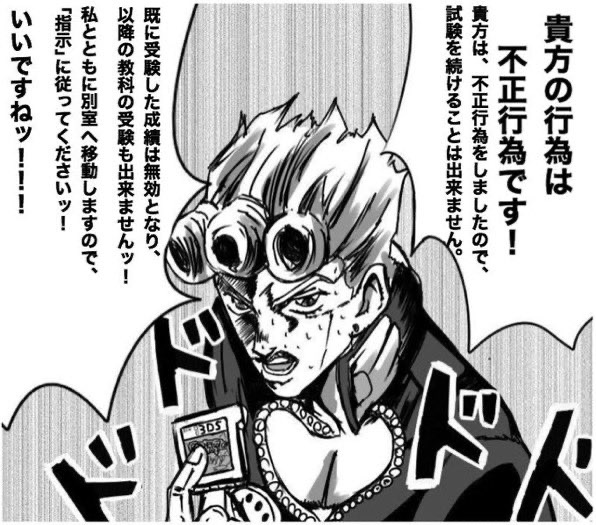 貴方の行為は
不正行為です！
貴方は、不正行為をしましたので、
試験を続けることは出来ません。
既に受験した成績は無効となり、
以降の教科の受験も出来ませんッ！
私とともに別室へ移動しますので、
「指示」に従ってくださいッ！
いいですねッ！！！
ドド
ドド
3DS